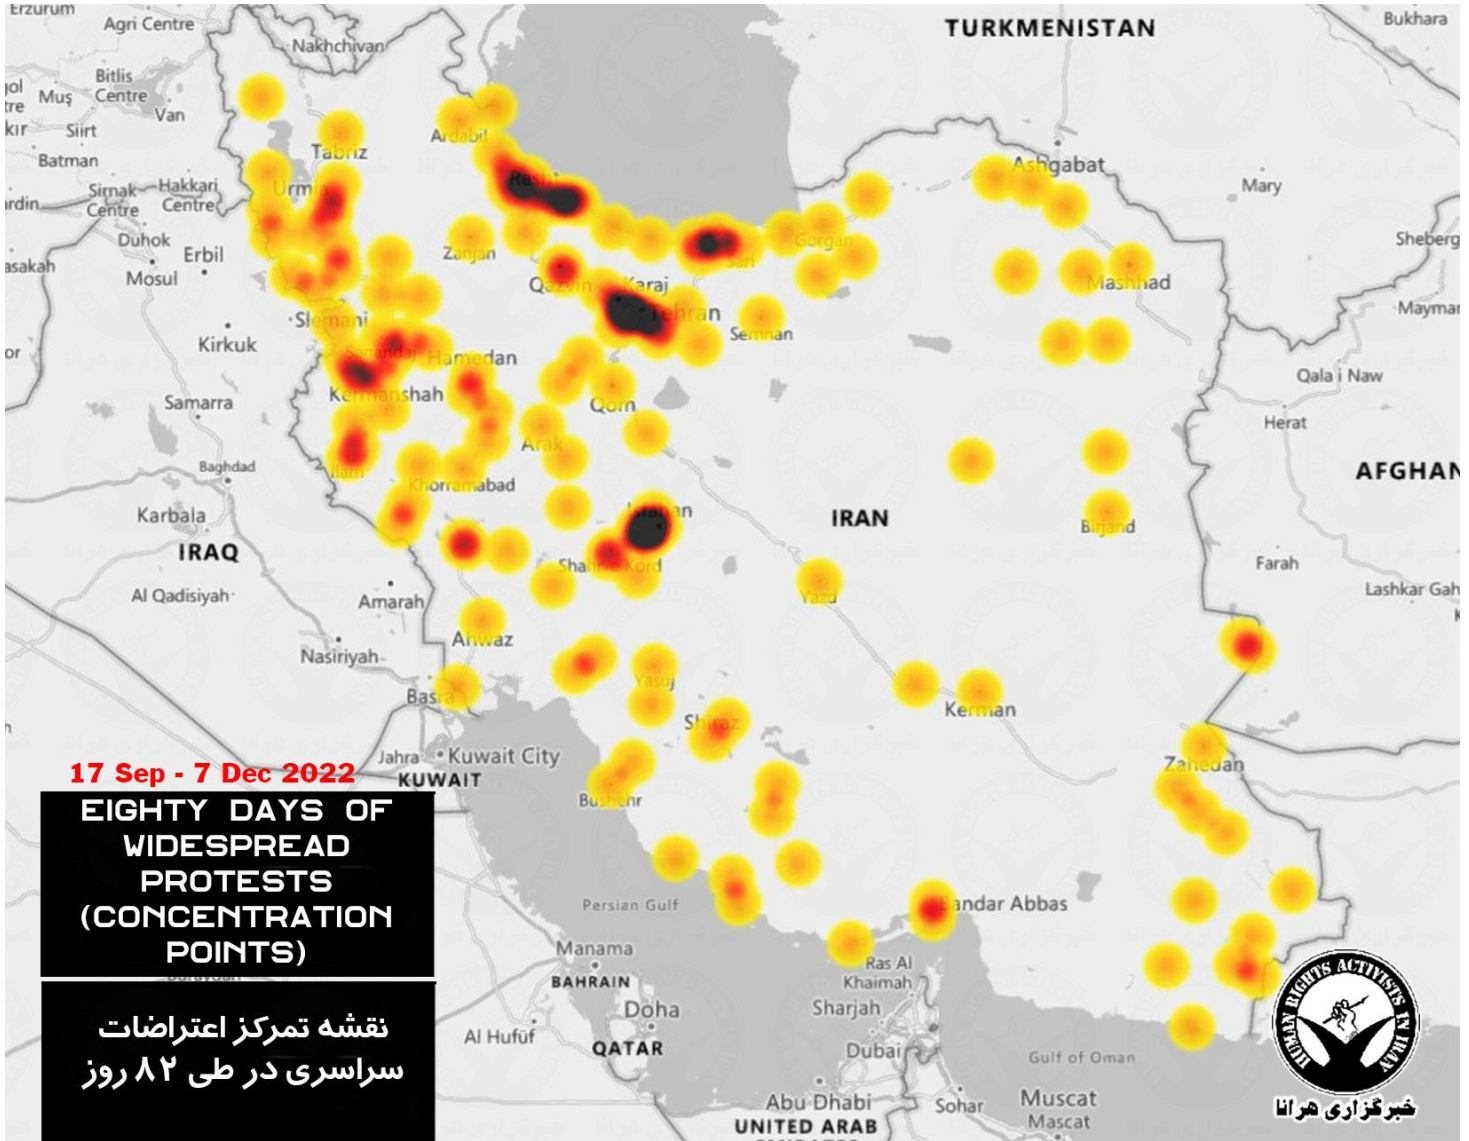 Erzurum
Agri Centre
Nakhchivan
TURKMENISTAN
Bukhara
Bitlis
Centre
Muş
Van
Siirt
Batman
Ardabil
Tabriz
Ashgabat
Mary
Sirnak
Centre
Hakkari
Centre
Urmia
Rasht
Duhok
Erbil
Mosul
Zanjan
Gorgan
Sari
Sheberg
Qazvin
Karaj
Mashhad
Slemani
Tehran
Semnan
Mayma
Kirkuk
Sanandaj
Hamedan
Qala i Naw
Kermanshah
Samarra
Qom
Herat
Arak
Ilam
Baghdad
Khorramabad
AFGHAN
Karbala
Isfahan
IRAN
Birjand
IRAQ
Shahr-e Kord
Farah
Al Qadisiyah
Amarah
Yazd
Lashkar Gah
Nasiriyah
Ahwaz
Basra
Yasuj
Kerman
Shiraz
Jahra
Kuwait City
KUWAIT
Zahedan
Bushehr
17 Sep - 7 Dec 2022
EIGHTY DAYS OF
WIDESPREAD
PROTESTS
(CONCENTRATION
POINTS)
Persian Gulf
Bandar Abbas
Manama
BAHRAIN
Ras Al
Khaimah
Doha
Sharjah
Al Hufūf
QATAR
Dubai
Gulf of Oman
Abu Dhabi
Sohar
Muscat
Mascat
UNITED ARAB
نقشه تمرکز اعتراضات
سراسری در طی ۸۲ روز
HUMAN RIGHTS ACTIVISTS IN IRAN
خبرگزاری هرانا